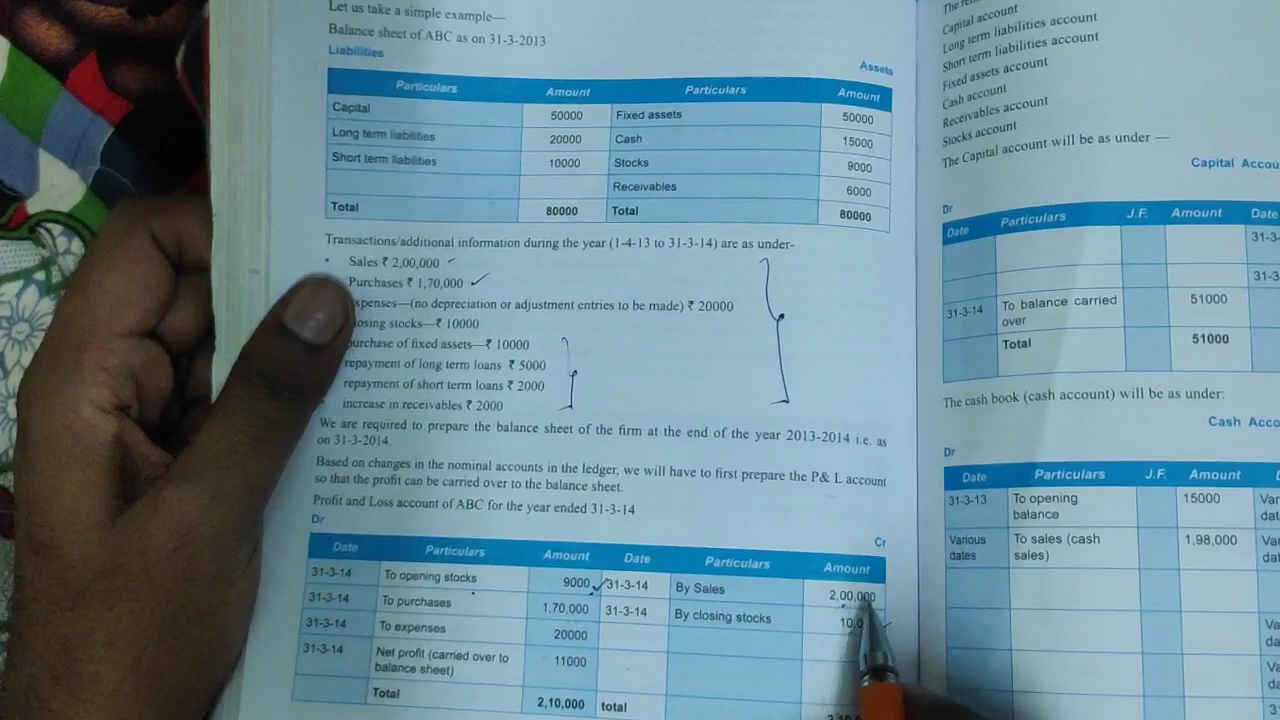 Let us take a simple example—
Balance sheet of ABC as on 31-3-2013
Liabilities Assets
Particulars Amount Particulars Amount
Capital 50000 Fixed assets 50000
Long term liabilities 20000 Cash 15000
Short term liabilities 10000 Stocks 9000
Receivables 6000
Total 80000 Total 80000
Transactions/additional information during the year (1-4-13 to 31-3-14) are as under-
• Sales ₹ 2,00,000
Purchases ₹ 1,70,000
xpenses—(no depreciation or adjustment entries to be made) ₹ 20000
losing stocks—₹ 10000
purchase of fixed assets—₹ 10000
repayment of long term loans ₹ 5000
repayment of short term loans ₹ 2000
increase in receivables ₹ 2000
We are required to prepare the balance sheet of the firm at the end of the year 2013-2014 i.e. as
on 31-3-2014.
Based on changes in the nominal accounts in the ledger, we will have to first prepare the P& L account
so that the profit can be carried over to the balance sheet.
Profit and Loss account of ABC for the year ended 31-3-14
Dr Cr
Date Particulars Amount Date Particulars Amount
31-3-14 To opening stocks 9000 31-3-14 By Sales 2,00,000
31-3-14 To purchases 1,70,000 31-3-14 By closing stocks 10,0
31-3-14 To expenses 20000
31-3-14 Net profit (carried over to
balance sheet) 11000
Total 2,10,000 total
The
Capital account
Long term liabilities account
Short term liabilities account
Fixed assets account
Cash account
Receivables account
Stocks account
The Capital account will be as under —
Capital Accou
Dr
Date Particulars J.F. Amount Date
31-3-
31-3
31-3-14 To balance carried
over 51000
Total 51000
The cash book (cash account) will be as under:
Cash Acco
Dr
Date Particulars J.F. Amount
31-3-13 To opening
balance 15000 Var
dat
Various
dates To sales (cash
sales) 1,98,000 Va
da
Va
da
Va
da
3